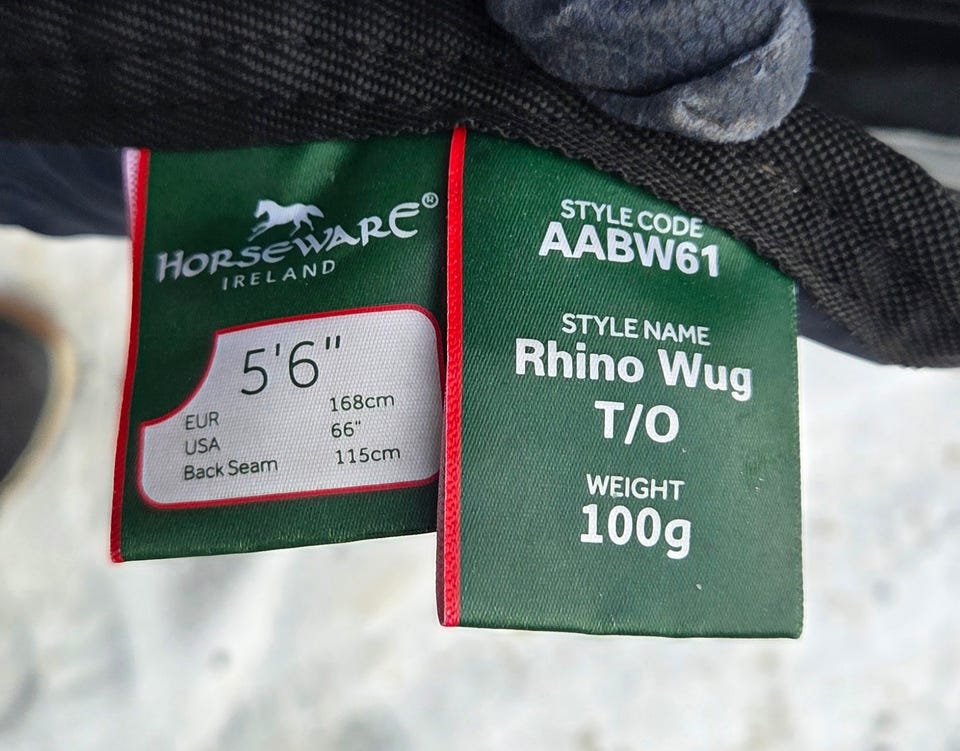 HORSEWARE®
IRELAND
5'6"
EUR 168cm
USA 66"
Back Seam 115cm
STYLE CODE
AABW61
STYLE NAME
Rhino Wug
T/O
WEIGHT
100g